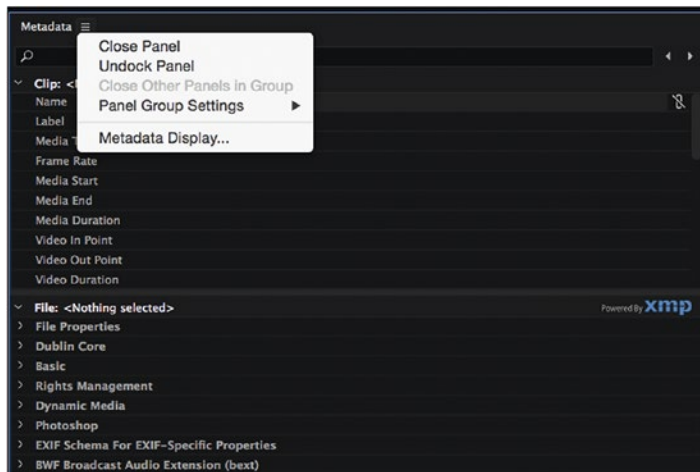 Metadata
Close Panel
Undock Panel
Close Other Panels in Group
Panel Group Settings
Metadata Display...
Clip: <
Name
Label
Media
Frame Rate
Media Start
Media End
Media Duration
Video In Point
Video Out Point
Video Duration
File: <Nothing selected>
Powered By xmp
File Properties
Dublin Core
Basic
Rights Management
Dynamic Media
Photoshop
EXIF Schema For EXIF-Specific Properties
BWF Broadcast Audio Extension (bext)